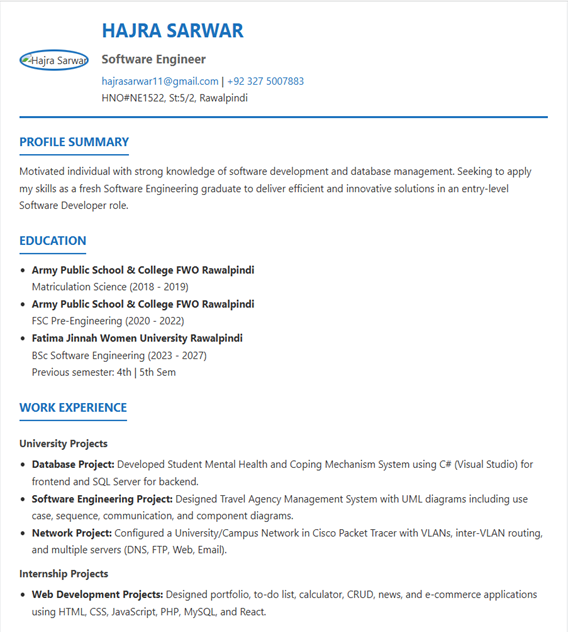 HAJRA SARWAR
Hajra Sarwar
Software Engineer
hajrasarwar11@gmail.com | +92 327 5007883
HNO#NE1522, St:5/2, Rawalpindi
PROFILE SUMMARY
Motivated individual with strong knowledge of software development and database management. Seeking to apply
my skills as a fresh Software Engineering graduate to deliver efficient and innovative solutions in an entry-level
Software Developer role.
EDUCATION
• Army Public School & College FWO Rawalpindi
Matriculation Science (2018 - 2019)
• Army Public School & College FWO Rawalpindi
FSC Pre-Engineering (2020 - 2022)
• Fatima Jinnah Women University Rawalpindi
BSc Software Engineering (2023 - 2027)
Previous semester: 4th | 5th Sem
WORK EXPERIENCE
University Projects
• Database Project: Developed Student Mental Health and Coping Mechanism System using C# (Visual Studio) for
frontend and SQL Server for backend.
• Software Engineering Project: Designed Travel Agency Management System with UML diagrams including use
case, sequence, communication, and component diagrams.
• Network Project: Configured a University/Campus Network in Cisco Packet Tracer with VLANs, inter-VLAN routing,
and multiple servers (DNS, FTP, Web, Email).
Internship Projects
• Web Development Projects: Designed portfolio, to-do list, calculator, CRUD, news, and e-commerce applications
using HTML, CSS, JavaScript, PHP, MySQL, and React.